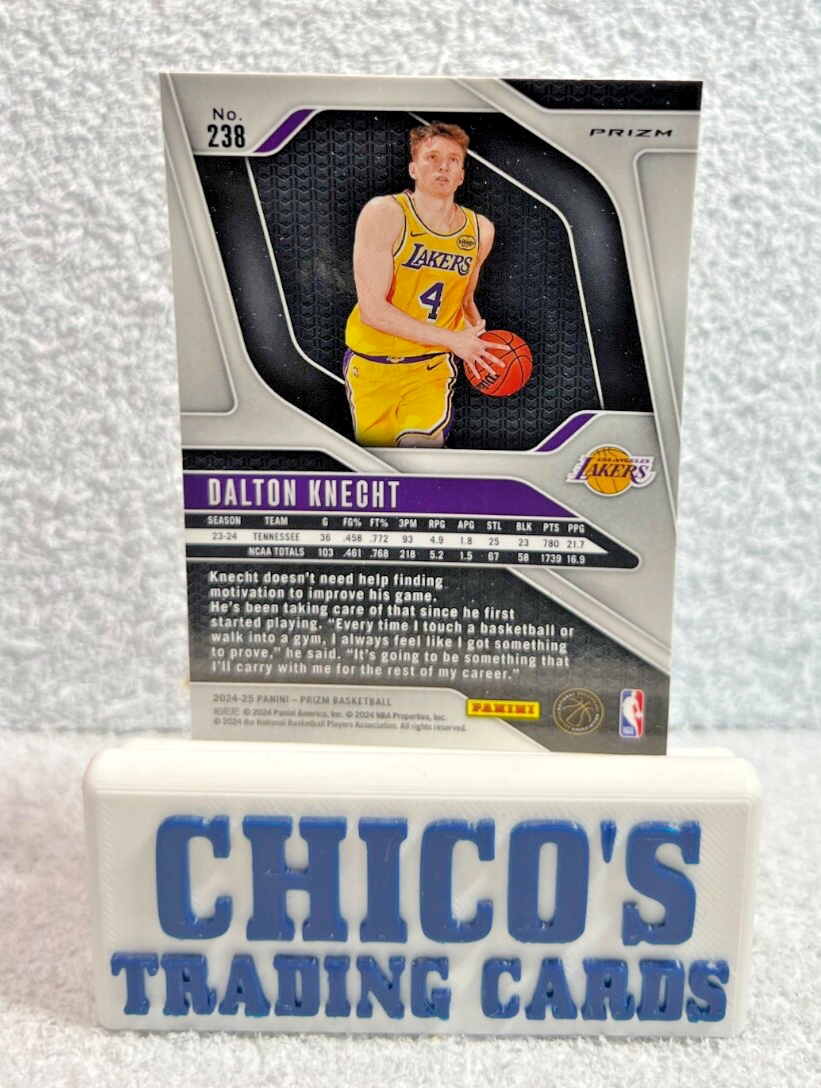 No.
238
PRIZM
bibigo
LAKERS
4
LOS ANGELES
LAKERS
DALTON KNECHT
SEASON TEAM G FG% FT% 3PM RPG APG STL BLK PTS PPG
23-24 TENNESSEE 36 .458 .772 93 4.9 1.8 25 23 780 21.7
NCAA TOTALS 103 .461 .768 218 5.2 1.5 67 58 1739 16.9
Knecht doesn't need help finding
motivation to improve his game.
He's been taking care of that since he first
started playing. "Every time I touch a basketball or
walk into a gym, I always feel like I got something
to prove," he said. "It's going to be something that
I'll carry with me for the rest of my career."
2024-25 PANINI – PRIZM BASKETBALL
© 2024 Panini America, Inc. © 2024 NBA Properties, Inc.
© 2024 the National Basketball Players Association. All rights reserved.
PANINI
CHICO'S
TRADING CARDS